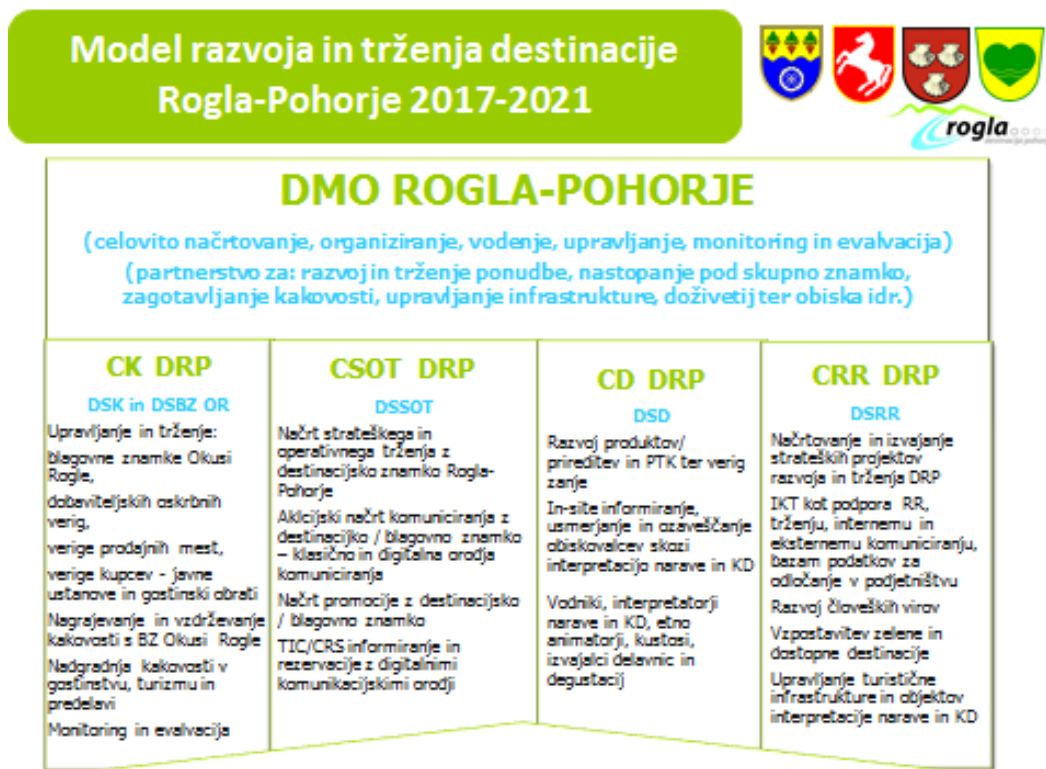 Model razvoja in trženja destinacije
Rogla-Pohorje 2017-2021
rogla
DMO ROGLA-POHORJE
(celovito načrtovanje, organiziranje, vodenje, upravljanje, monitoring in evalvacija)
(partnerstvo za: razvoj in trženje ponudbe, nastopanje pod skupno znamko,
zagotavljanje kakovosti, upravljanje infrastrukture, doživetij ter obiska idr.)
CK DRP
DSK in DSBZ OR
Upravljanje in trženje:
blagovne znamke Okusi
Rogle,
dobaviteljskih oskrbnih
verig,
verige prodajnih mest,
verige kupcev - javne
ustanove in gostinski obrati
Nagrajevanje in vzdrževanje
kakovosti s BZ Okusi Rogle
Nadgradnja kakovosti v
gostinstvu, turizmu in
predelavi
Monitoring in evalvacija
CSOT DRP
DSSOT
Načrt strateškega in
operativnega trženja z
destinacijsko znamko Rogla-
Pohorje
Aklcijski načrt komuniciranja z
destinacijko / blagovno znamko
– klasično in digitalna orodja
komuniciranja
Načrt promocije z destinacijsko
/ blagovno znamko
TIC/CRS informiranje in
rezervacije z digitalnimi
komunikacijskimi orodji
CD DRP
DSD
Razvoj produktov/
prireditev in PTK ter verig
zanje
In-site informiranje,
usmerjanje in ozaveščanje
obiskovalcev skozi
interpretacijo narave in KD
Vodniki, interpretatorji
narave in KD, etno
animatorji, kustosi,
izvajalci delavnic in
degustacij
CRR DRP
DSRR
Načrtovanje in izvajanje
strateških projektov
razvoja in trženja DRP
IKT kot podpora RR,
trženju, internemu in
eksternemu komuniciranju,
bazam podatkov za
odločanje v podjetništvu
Razvoj človeških virov
Vzpostavitev zelene in
dostopne destinacije
Upravljanje turistične
infrastrukture in objektov
interpretacije narave in KD